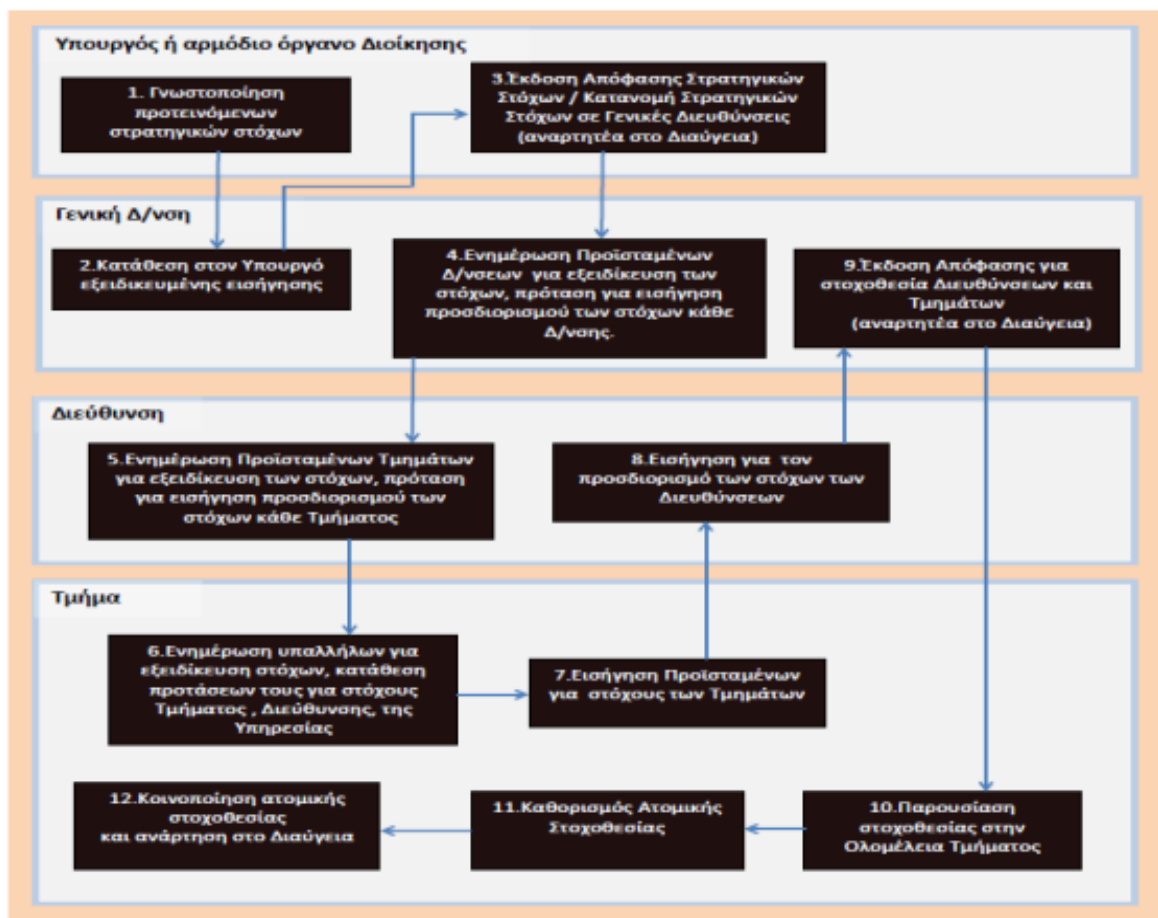 Υπουργός ή αρμόδιο όργανο Διοίκησης
1. Γνωστοποίηση
προτεινόμενων
στρατηγικών στόχων
3.Έκδοση Απόφασης Στρατηγικών
Στόχων / Κατανομή Στρατηγικών
Στόχων σε Γενικές Διευθύνσεις
(αναρτητέα στο Διαύγεια)
Γενική Δ/νση
2.Κατάθεση στον Υπουργό
εξειδικευμένης εισήγησης
4.Ενημέρωση Προϊσταμένων
Δ/νσεων για εξειδίκευση των
στόχων, πρόταση για εισήγηση
προσδιορισμού των στόχων κάθε
Δ/νσης.
9.Έκδοση Απόφασης για
στοχοθεσία Διευθύνσεων και
Τμημάτων
(αναρτητέα στο Διαύγεια)
Διεύθυνση
5.Ενημέρωση Προϊσταμένων Τμημάτων
για εξειδίκευση των στόχων, πρόταση
για εισήγηση προσδιορισμού των
στόχων κάθε Τμήματος
8.Εισήγηση για τον
προσδιορισμό των στόχων των
Διευθύνσεων
Τμήμα
6.Ενημέρωση υπαλλήλων για
εξειδίκευση στόχων, κατάθεση
προτάσεων τους για στόχους
Τμήματος , Διεύθυνσης, της
Υπηρεσίας
7.Εισήγηση Προϊσταμένων
για στόχους των Τμημάτων
12.Κοινοποίηση ατομικής
στοχοθεσίας
και ανάρτηση στο Διαύγεια
11.Καθορισμός Ατομικής
Στοχοθεσίας
10.Παρουσίαση
στοχοθεσίας στην
Ολομέλεια Τμήματος